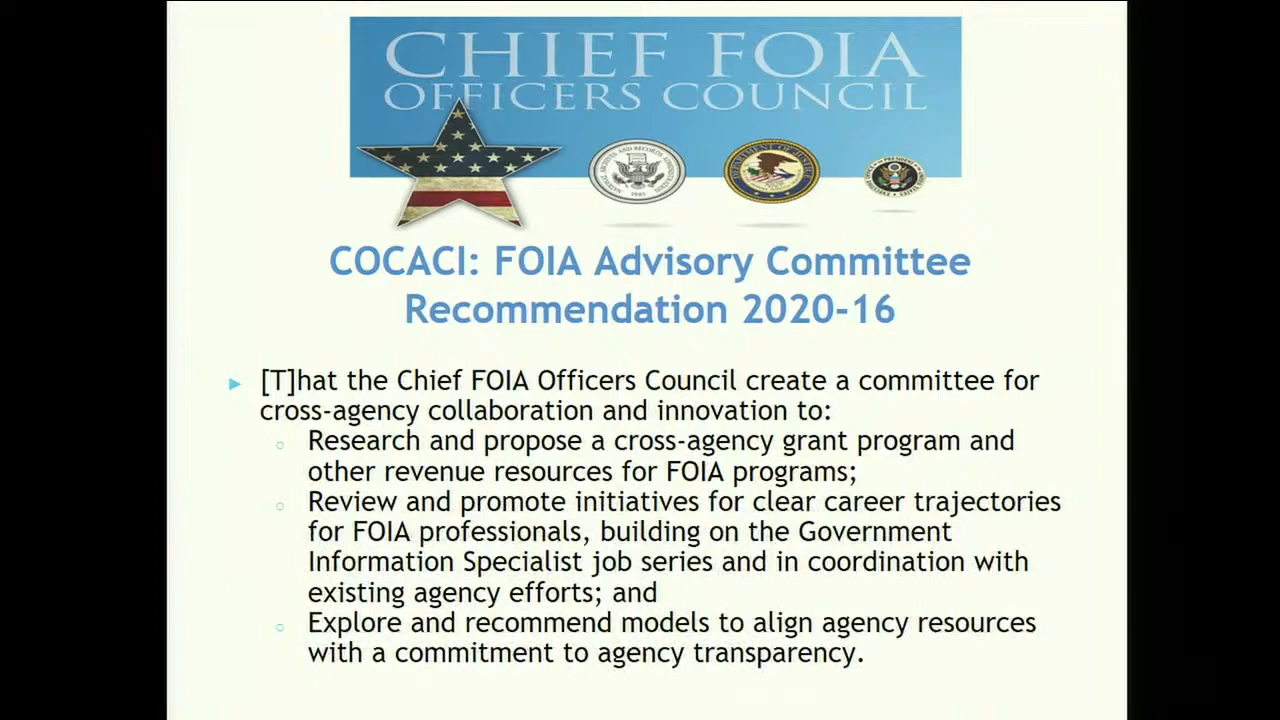 CHIEF FOIA
OFFICERS COUNCIL
COCACI: FOIA Advisory Committee
Recommendation 2020-16
[T]hat the Chief FOIA Officers Council create a committee for
cross-agency collaboration and innovation to:
Research and propose a cross-agency grant program and
other revenue resources for FOIA programs;
Review and promote initiatives for clear career trajectories
for FOIA professionals, building on the Government
Information Specialist job series and in coordination with
existing agency efforts; and
Explore and recommend models to align agency resources
with a commitment to agency transparency.